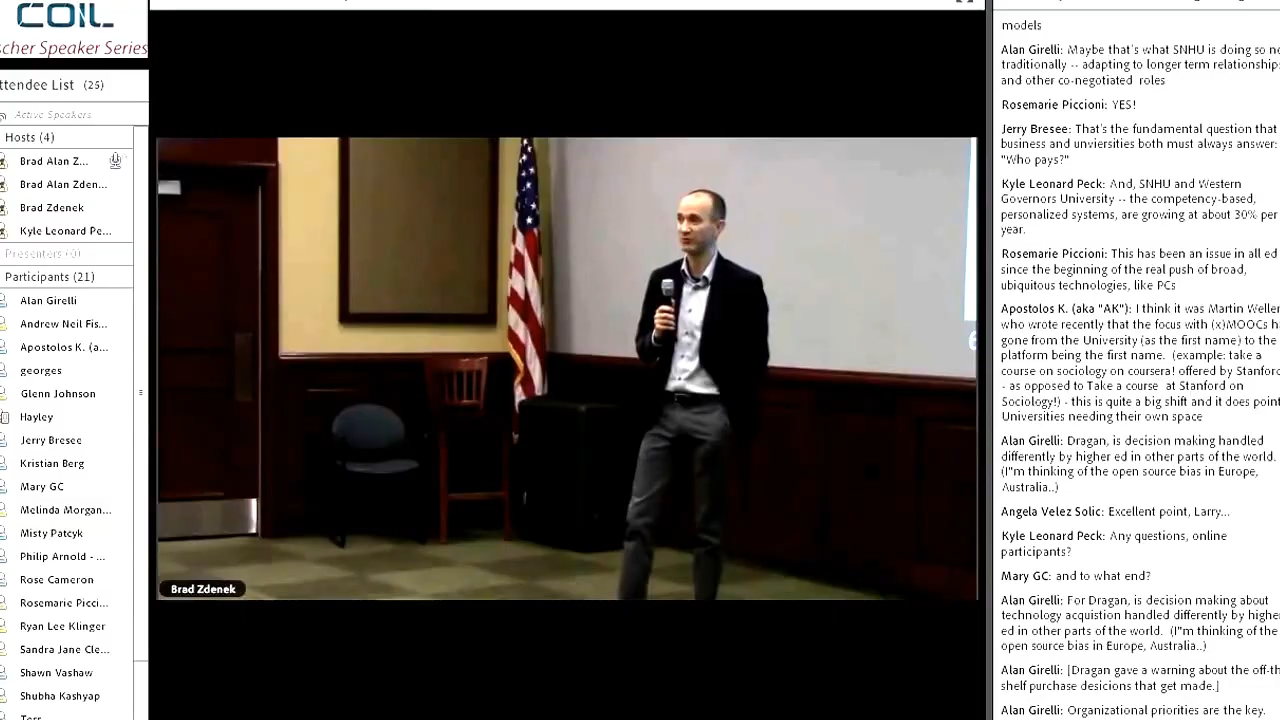 COIL
scher Speaker Series
ttendee List (25)
Active Speakers
Hosts (4)
Brad Alan Z...
Brad Alan Zden...
Brad Zdenek
Kyle Leonard Pe...
Presenters (0)
Participants (21)
Alan Girelli
Andrew Neil Fis...
Apostolos K. (a...
georges
Glenn Johnson
Hayley
Jerry Bresee
Kristian Berg
Mary GC
Melinda Morgan...
Misty Patcyk
Philip Arnold - ...
Rose Cameron
Rosemarie Picci...
Ryan Lee Klinger
Sandra Jane Cle...
Shawn Vashaw
Shubha Kashyap
Brad Zdenek
models
Alan Girelli: Maybe that's what SNHU is doing so no
traditionally -- adapting to longer term relationships
and other co-negotiated roles
Rosemarie Piccioni: YES!
Jerry Bresee: That's the fundamental question that
business and unviersities both must always answer:
"Who pays?"
Kyle Leonard Peck: And, SNHU and Western
Governors University -- the competency-based,
personalized systems, are growing at about 30% per
year.
Rosemarie Piccioni: This has been an issue in all ed
since the beginning of the real push of broad,
ubiquitous technologies, like PCs
Apostolos K. (aka "AK"): I think it was Martin Weller
who wrote recently that the focus with (x)MOOCs h
gone from the University (as the first name) to the
platform being the first name. (example: take a
course on sociology on coursera! offered by Stanford
- as opposed to Take a course at Stanford on
Sociology!) - this is quite a big shift and it does point
Universities needing their own space
Alan Girelli: Dragan, is decision making handled
differently by higher ed in other parts of the world.
(I"m thinking of the open source bias in Europe,
Australia..)
Angela Velez Solic: Excellent point, Larry...
Kyle Leonard Peck: Any questions, online
participants?
Mary GC: and to what end?
Alan Girelli: For Dragan, is decision making about
technology acquistion handled differently by highe
ed in other parts of the world. (I"m thinking of the
open source bias in Europe, Australia..)
Alan Girelli: [Dragan gave a warning about the off-th
shelf purchase desicions that get made.]
Alan Girelli: Organizational priorities are the key.